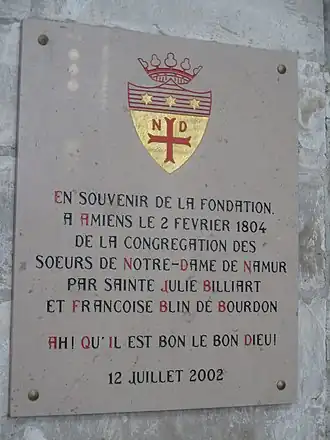 N D
EN SOUVENIR DE LA FONDATION
A AMIENS LE 2 FEVRIER 1804
DE LA CONGREGATION DES
SOEURS DE NOTRE-DAME DE NAMUR
PAR SAINTE JULIE BILLIART
ET FRANCOISE BLIN DE BOURDON
AH! QU'IL EST BON LE BON DIEU!
12 JUILLET 2002